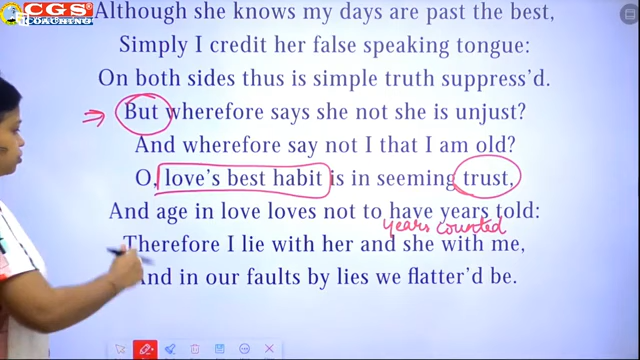 CGS
COACHING
Although she knows my days are past the best,
Simply I credit her false speaking tongue:
On both sides thus is simple truth suppress'd.
But wherefore says she not she is unjust?
And wherefore say not I that I am old?
O, love's best habit is in seeming trust,
And age in love loves not to have years told:
years counted
Therefore I lie with her and she with me,
And in our faults by lies we flatter'd be.